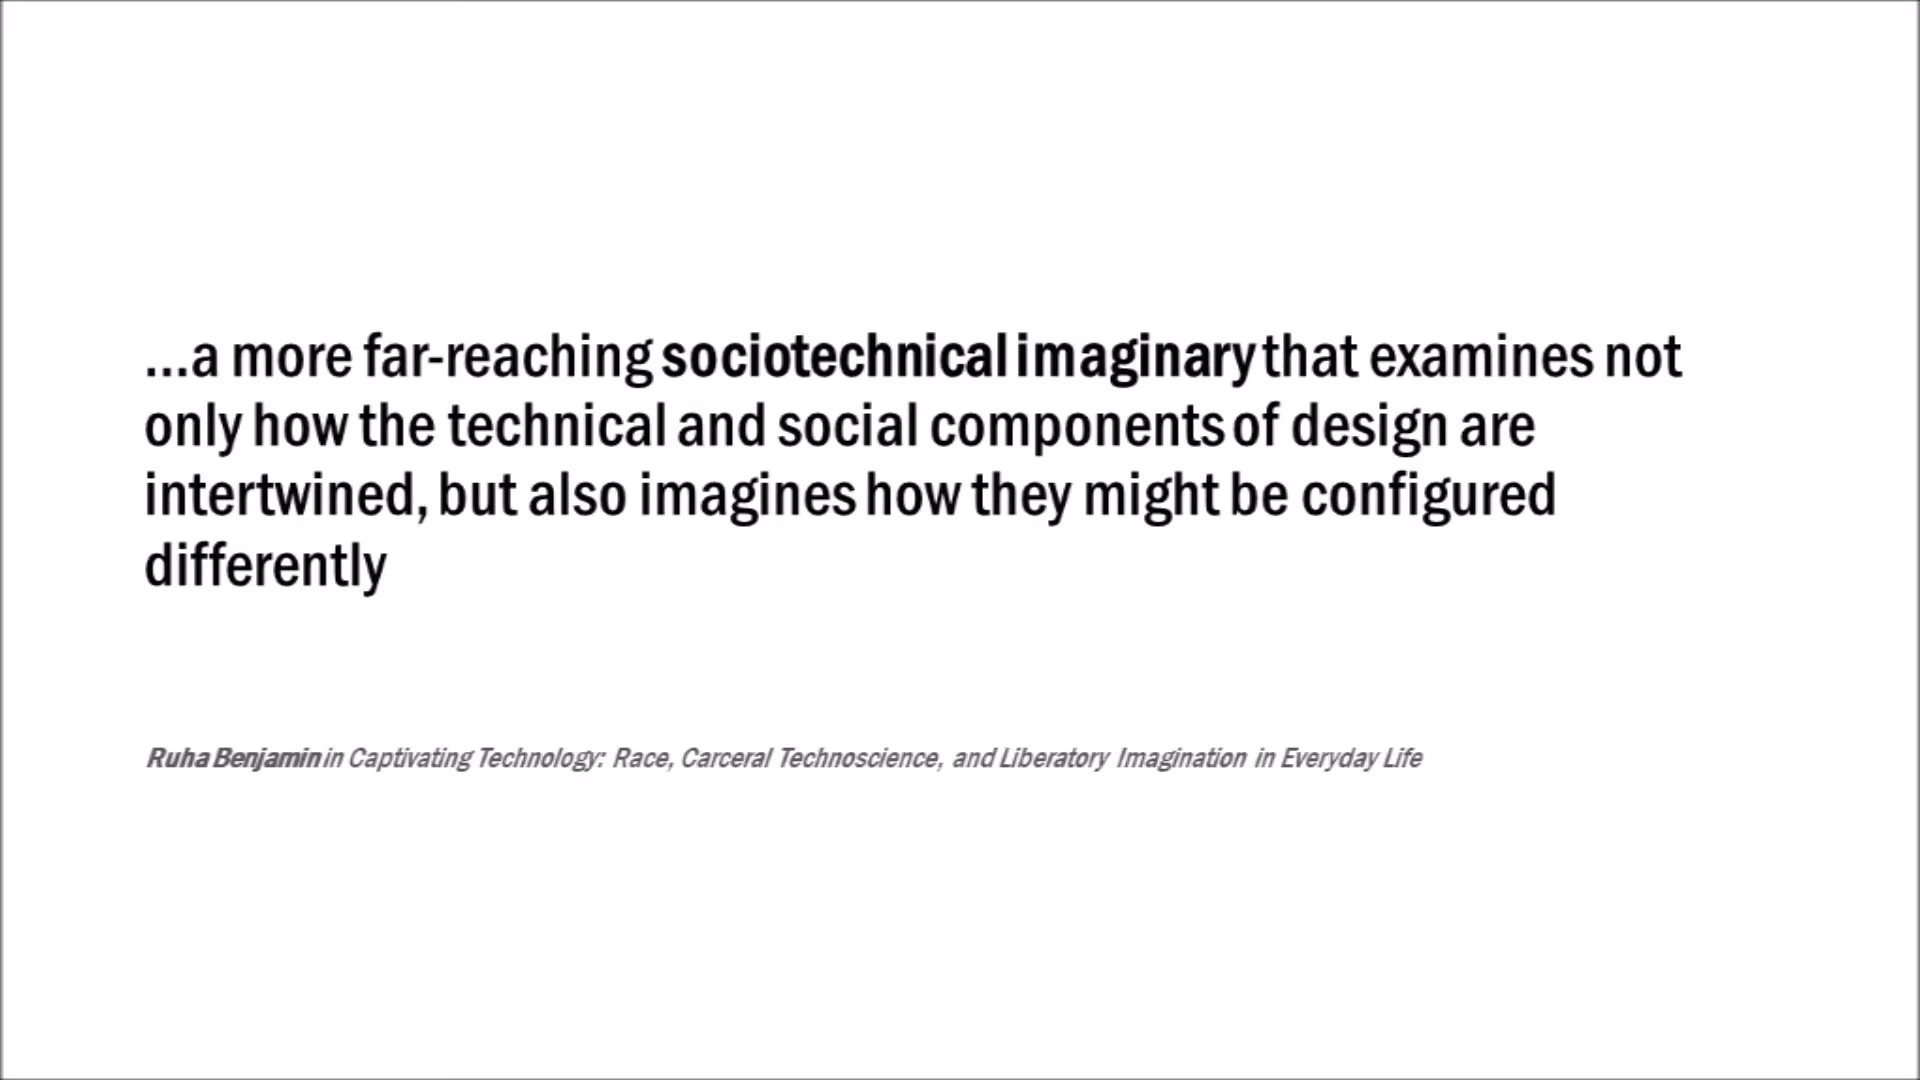 ...a more far-reaching sociotechnical imaginary that examines not
only how the technical and social components of design are
intertwined, but also imagines how they might be configured
differently
Ruha Benjamin in Captivating Technology: Race, Carceral Technoscience, and Liberatory Imagination in Everyday Life